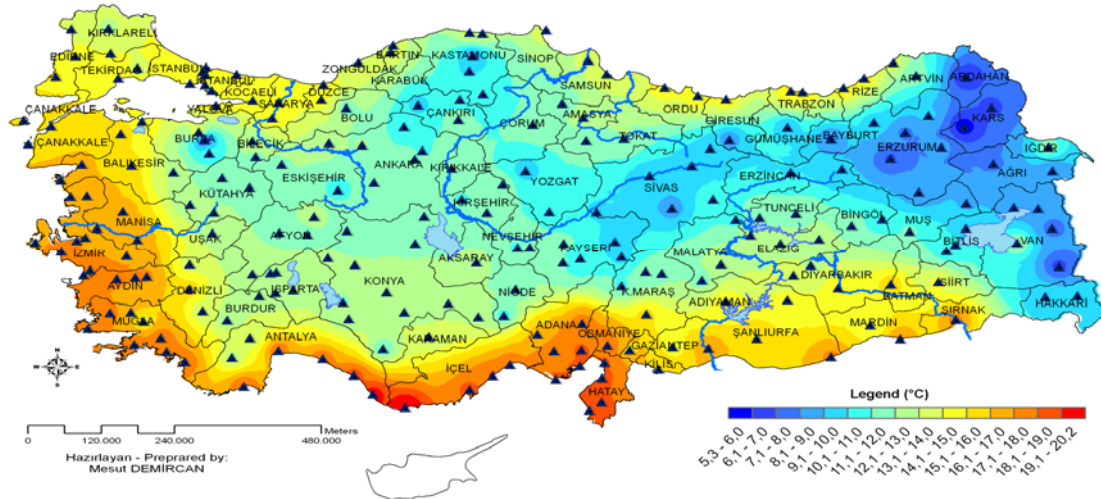 KIRKLARELİ
EDİRNE
TEKİRDAĞ
İSTANBUL
İSTANBUL
KOCAELİ
YALOVA
SAKARYA
DÜZCE
ZONGULDAK
BARTIN
KARABÜK
KASTAMONU
SİNOP
SAMSUN
ORDU
GİRESUN
TRABZON
RİZE
ARTVİN
ARDAHAN
KARS
ÇANAKKALE
ÇANAKKALE
BALIKESİR
BURSA
BİLECİK
BOLU
ÇANKIRI
ÇORUM
AMASYA
TOKAT
GÜMÜŞHANE
BAYBURT
ERZURUM
IĞDIR
AĞRI
KÜTAHYA
ESKİŞEHİR
ANKARA
KIRIKKALE
YOZGAT
SİVAS
ERZİNCAN
TUNCELİ
BİNGÖL
MUŞ
BİTLİS
VAN
MANİSA
İZMİR
UŞAK
AFYON
KIRŞEHİR
NEVŞEHİR
AKSARAY
KAYSERİ
MALATYA
ELAZIĞ
DİYARBAKIR
BATMAN
SİİRT
ŞIRNAK
HAKKARİ
AYDIN
DENİZLİ
ISPARTA
BURDUR
KONYA
NİĞDE
K.MARAŞ
ADIYAMAN
ŞANLIURFA
MARDİN
MUĞLA
ANTALYA
KARAMAN
İÇEL
ADANA
OSMANİYE
GAZİANTEP
KİLİS
HATAY
N
W E
S
Meters
0 120.000 240.000 480.000
Hazırlayan - Preprared by:
Mesut DEMİRCAN
Legend (°C)
5,3 - 6,0
6,1 - 7,0
7,1 - 8,0
8,1 - 9,0
9,1 - 10,0
10,1 - 11,0
11,1 - 12,0
12,1 - 13,0
13,1 - 14,0
14,1 - 15,0
15,1 - 16,0
16,1 - 17,0
17,1 - 18,0
18,1 - 19,0
19,1 - 20,2